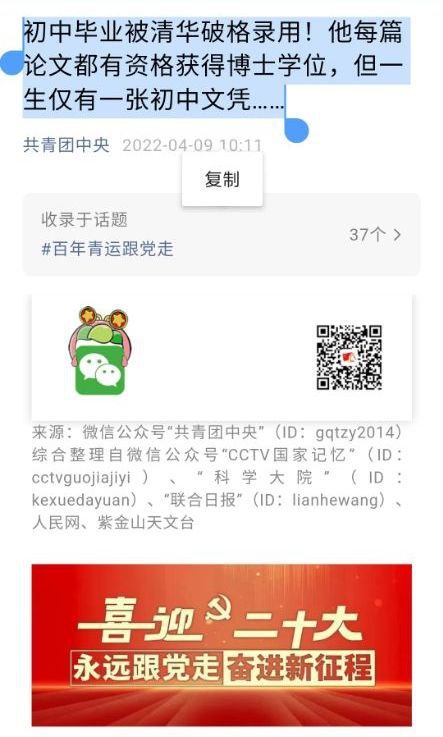 初中毕业被清华破格录用！他每篇
论文都有资格获得博士学位，但一
生仅有一张初中文凭……
共青团中央 2022-04-09 10:11
复制
收录于话题
37个
#百年青运跟党走
来源：微信公众号“共青团中央”（ID：gqtzy2014）
综合整理自微信公众号“CCTV国家记忆”（ID：
cctvguojiajiyi）、“科学大院”（ID：
kexuedayuan）、“联合日报”（ID：lianhewang）、
人民网、紫金山天文台
喜迎二十大
永远跟党走 奋进新征程